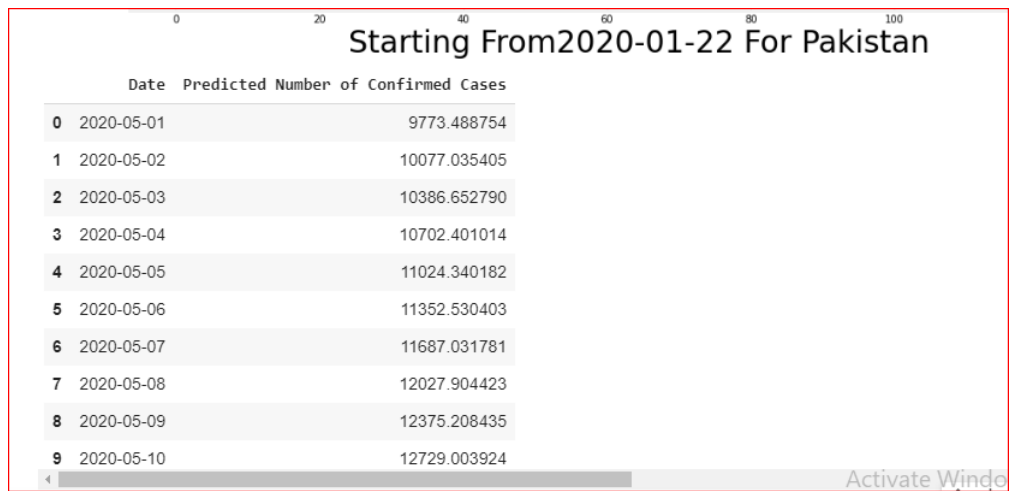 0 20 40 60 80 100
Starting From2020-01-22 For Pakistan
Date Predicted Number of Confirmed Cases
0 2020-05-01 9773.488754
1 2020-05-02 10077.035405
2 2020-05-03 10386.652790
3 2020-05-04 10702.401014
4 2020-05-05 11024.340182
5 2020-05-06 11352.530403
6 2020-05-07 11687.031781
7 2020-05-08 12027.904423
8 2020-05-09 12375.208435
9 2020-05-10 12729.003924
Activate Windo